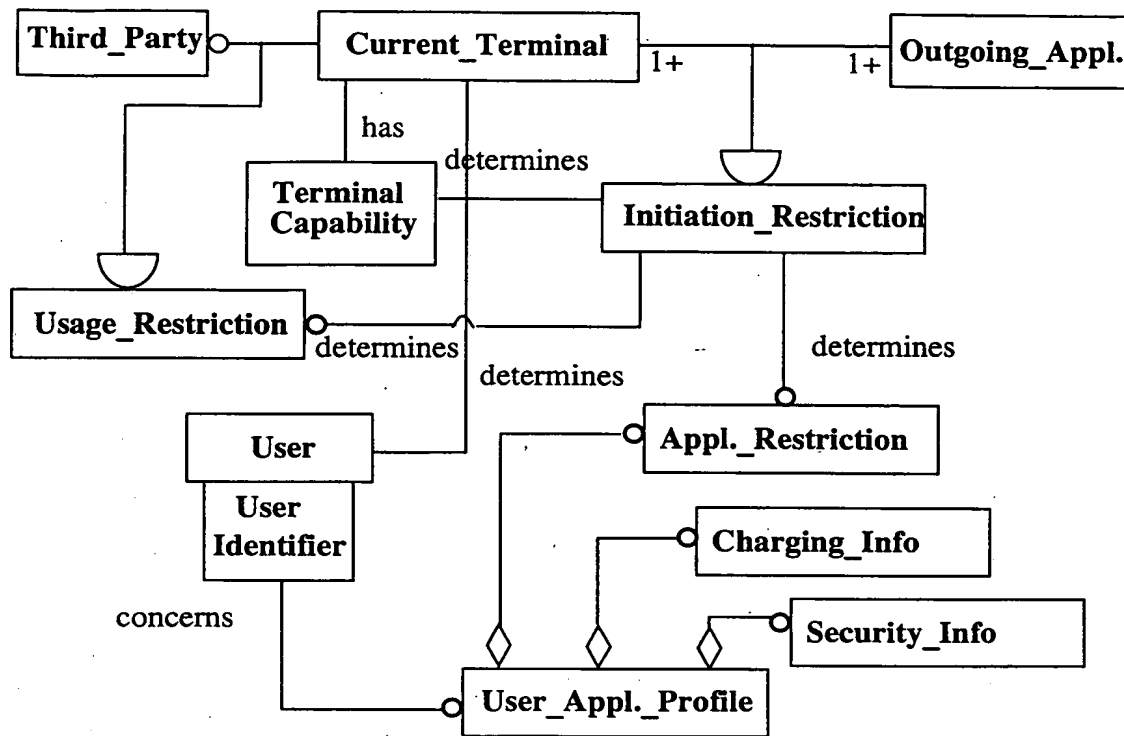 Third_Party
Current_Terminal
1+
1+
Outgoing_Appl.
has
determines
Terminal
Capability
Initiation_Restriction
Usage_Restriction
determines
determines
determines
User
Appl._Restriction
User
Identifier
Charging_Info
concerns
Security_Info
User_Appl._Profile